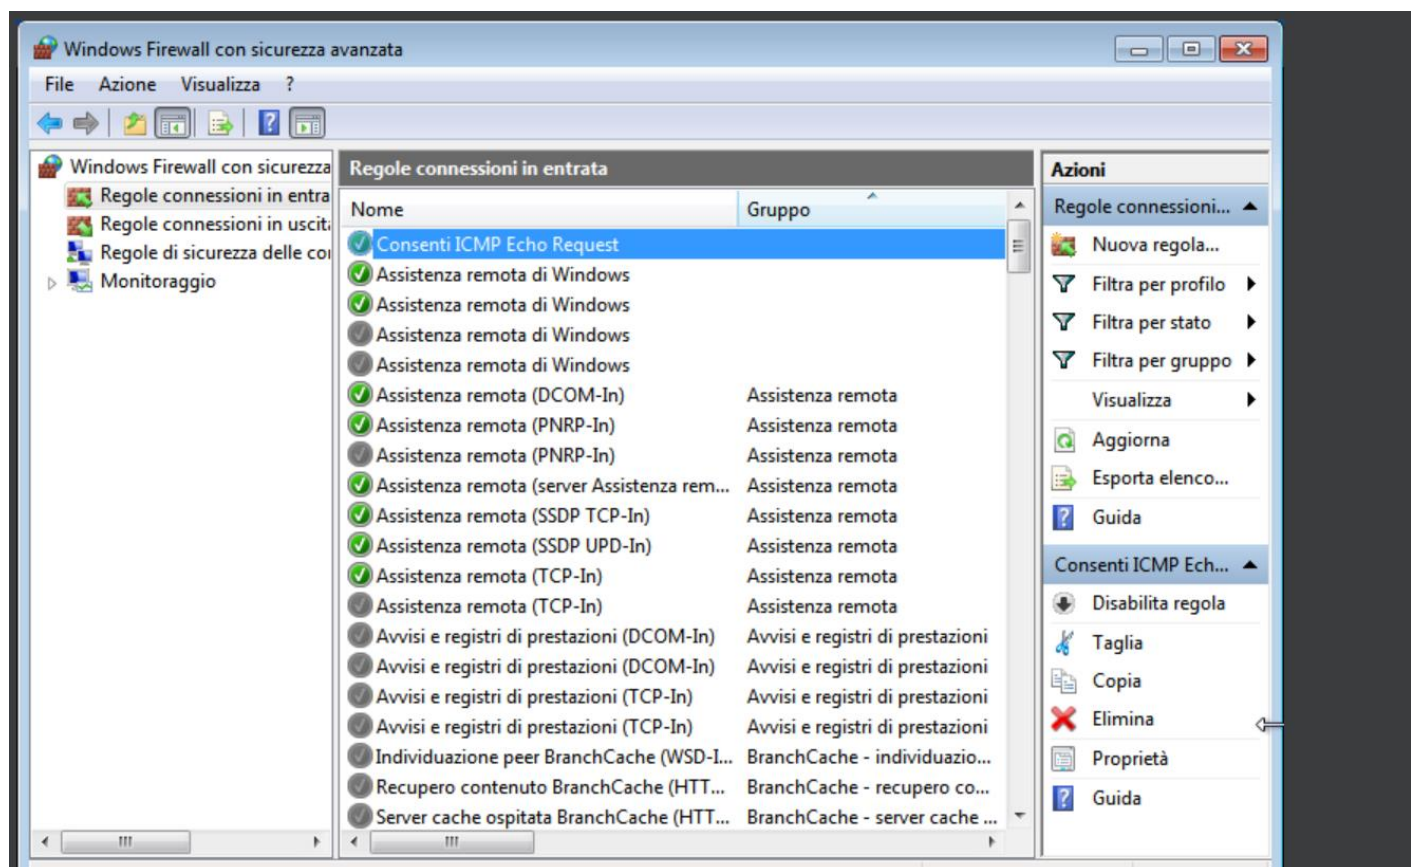 Windows Firewall con sicurezza avanzata
File Azione Visualizza ?
Windows Firewall con sicurezza
Regole connessioni in entra
Regole connessioni in uscit
Regole di sicurezza delle co
Monitoraggio
Regole connessioni in entrata
Nome Gruppo
Consenti ICMP Echo Request
Assistenza remota di Windows
Assistenza remota di Windows
Assistenza remota di Windows
Assistenza remota di Windows
Assistenza remota (DCOM-In) Assistenza remota
Assistenza remota (PNRP-In) Assistenza remota
Assistenza remota (PNRP-In) Assistenza remota
Assistenza remota (server Assistenza rem... Assistenza remota
Assistenza remota (SSDP TCP-In) Assistenza remota
Assistenza remota (SSDP UPD-In) Assistenza remota
Assistenza remota (TCP-In) Assistenza remota
Assistenza remota (TCP-In) Assistenza remota
Avvisi e registri di prestazioni (DCOM-In) Avvisi e registri di prestazioni
Avvisi e registri di prestazioni (DCOM-In) Avvisi e registri di prestazioni
Avvisi e registri di prestazioni (TCP-In) Avvisi e registri di prestazioni
Avvisi e registri di prestazioni (TCP-In) Avvisi e registri di prestazioni
Individuazione peer BranchCache (WSD-I... BranchCache - individuazio...
Recupero contenuto BranchCache (HTT... BranchCache - recupero co...
Server cache ospitata BranchCache (HTT... BranchCache - server cache ...
Azioni
Regole connessioni...
Nuova regola...
Filtra per profilo
Filtra per stato
Filtra per gruppo
Visualizza
Aggiorna
Esporta elenco...
Guida
Consenti ICMP Ech...
Disabilita regola
Taglia
Copia
Elimina
Proprietà
Guida